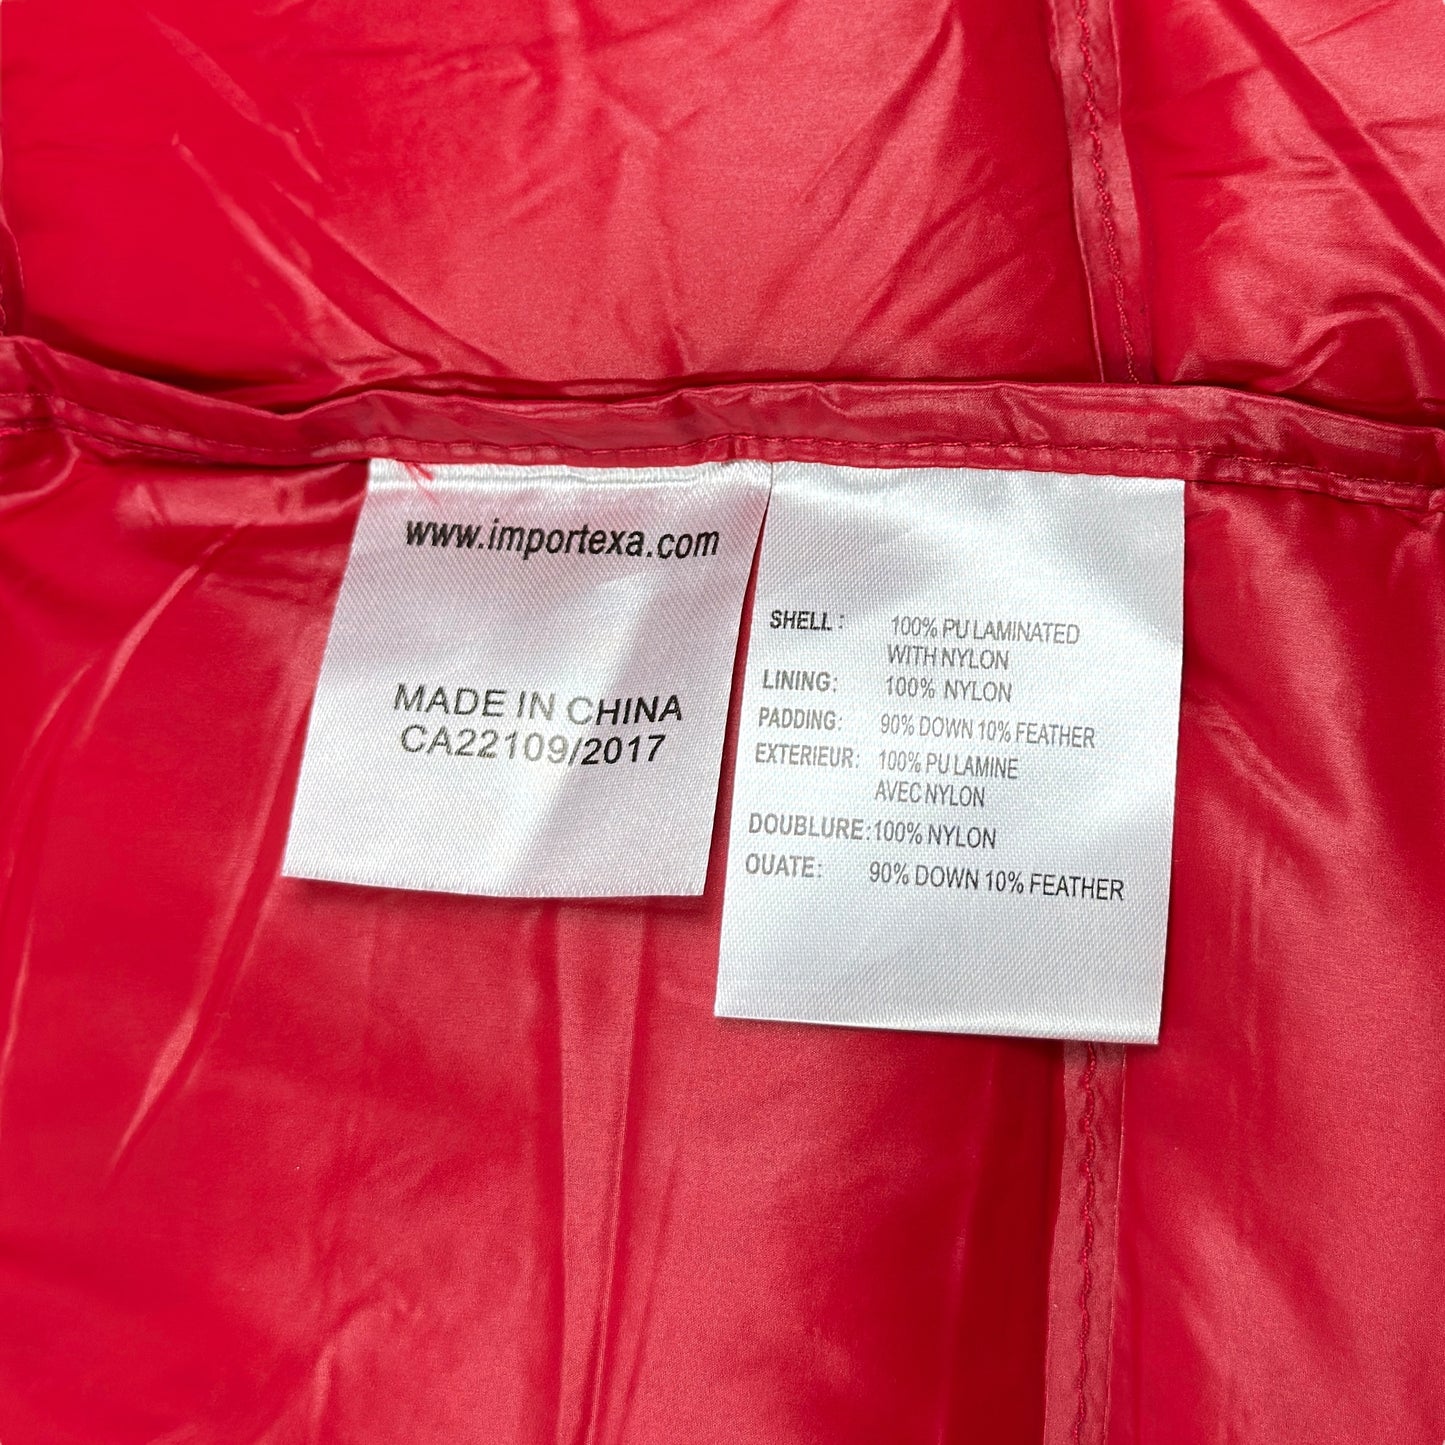 www.importexa.com
MADE IN CHINA
CA22109/2017
SHELL: 100% PU LAMINATED
WITH NYLON
LINING: 100% NYLON
PADDING: 90% DOWN 10% FEATHER
EXTERIEUR: 100% PU LAMINE
AVEC NYLON
DOUBLURE: 100% NYLON
OUATE: 90% DOWN 10% FEATHER